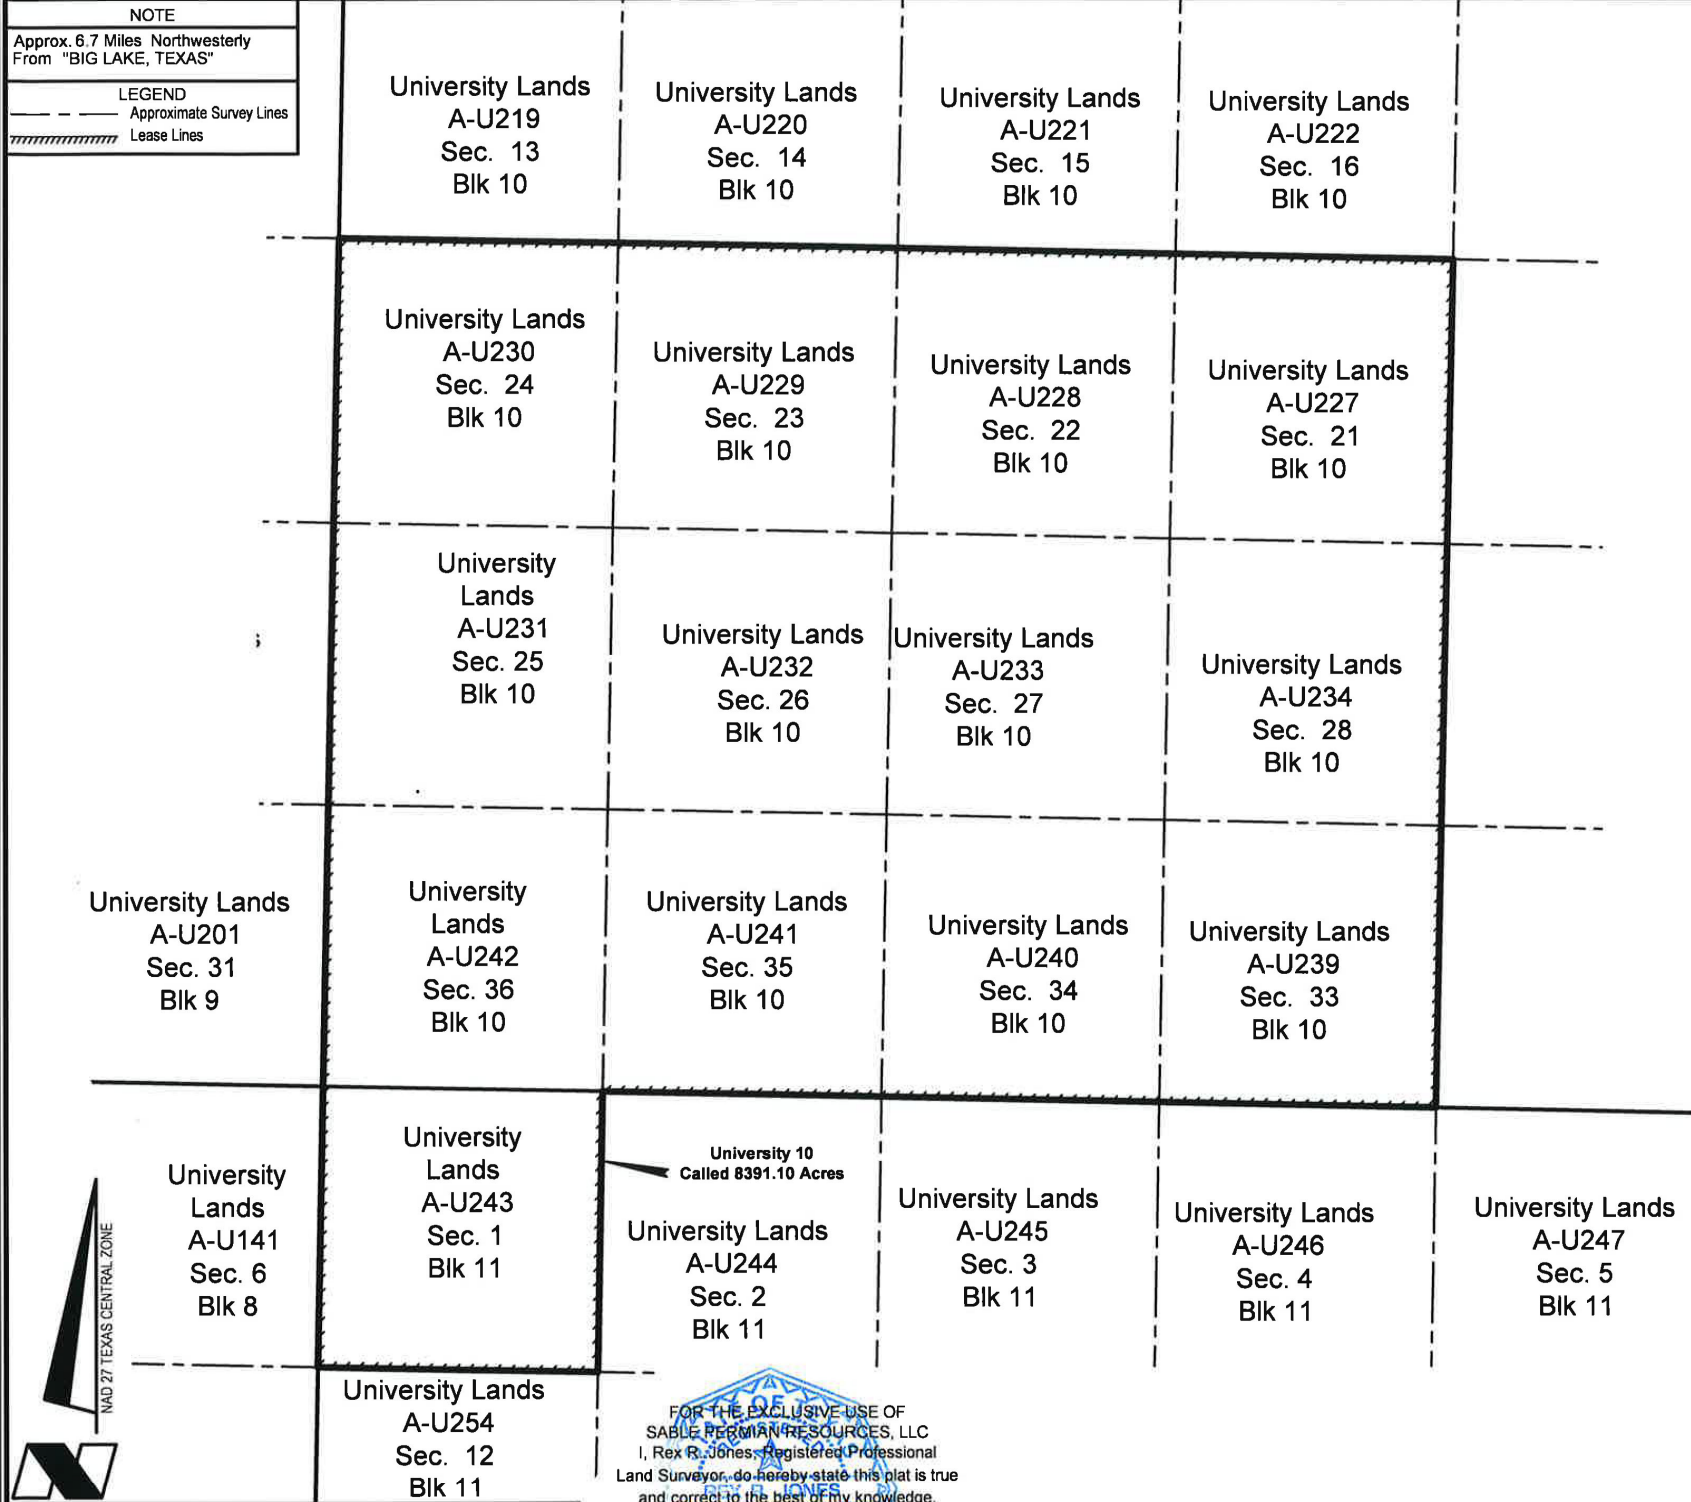 NOTE
Approx. 6.7 Miles Northwesterly
From "BIG LAKE, TEXAS"
LEGEND
Approximate Survey Lines
Lease Lines
University Lands
A-U219
Sec. 13
Blk 10
University Lands
A-U220
Sec. 14
Blk 10
University Lands
A-U221
Sec. 15
Blk 10
University Lands
A-U222
Sec. 16
Blk 10
University Lands
A-U230
Sec. 24
Blk 10
University Lands
A-U229
Sec. 23
Blk 10
University Lands
A-U228
Sec. 22
Blk 10
University Lands
A-U227
Sec. 21
Blk 10
University
Lands
A-U231
Sec. 25
Blk 10
University Lands
A-U232
Sec. 26
Blk 10
University Lands
A-U233
Sec. 27
Blk 10
University Lands
A-U234
Sec. 28
Blk 10
University Lands
A-U201
Sec. 31
Blk 9
University
Lands
A-U242
Sec. 36
Blk 10
University Lands
A-U241
Sec. 35
Blk 10
University Lands
A-U240
Sec. 34
Blk 10
University Lands
A-U239
Sec. 33
Blk 10
University
Lands
A-U141
Sec. 6
Blk 8
University
Lands
A-U243
Sec. 1
Blk 11
University 10
Called 8391.10 Acres
University Lands
A-U244
Sec. 2
Blk 11
University Lands
A-U245
Sec. 3
Blk 11
University Lands
A-U246
Sec. 4
Blk 11
University Lands
A-U247
Sec. 5
Blk 11
NAD 27 TEXAS CENTRAL ZONE
University Lands
A-U254
Sec. 12
Blk 11
FOR THE EXCLUSIVE USE OF
SABLE PERMIAN RESOURCES, LLC
I, Rex R. Jones, Registered Professional
Land Surveyor, do hereby state this plat is true
and correct to the best of my knowledge.
OF
REX R. JONES